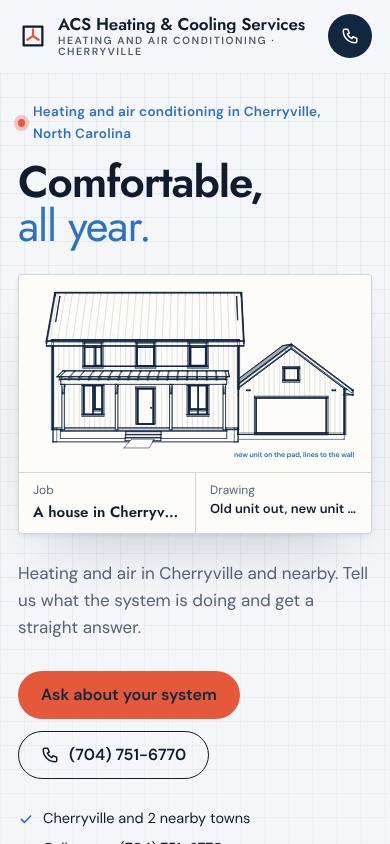 ACS Heating & Cooling Services
HEATING AND AIR CONDITIONING ·
CHERRYVILLE
Heating and air conditioning in Cherryville,
North Carolina
Comfortable,
all year.
new unit on the pad, lines to the wall
Job
A house in Cherryv...
Drawing
Old unit out, new unit ...
Heating and air in Cherryville and nearby. Tell
us what the system is doing and get a
straight answer.
Ask about your system
(704) 751-6770
Cherryville and 2 nearby towns